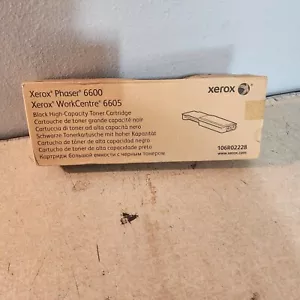 Xerox® Phaser® 6600
Xerox® WorkCentre® 6605
Black High-Capacity Toner Cartridge
Cartouche de toner grande capacité noir
Cartuccia di toner ad alta capacità nero
Schwarze Tonerkartusche mit hoher Kapazität
Cartucho de tóner de alta capacidad negro
Cartucho de toner de alta capacidade preto
Картридж большой емкости с черным тонером
xerox
106R02228
www.xerox.com